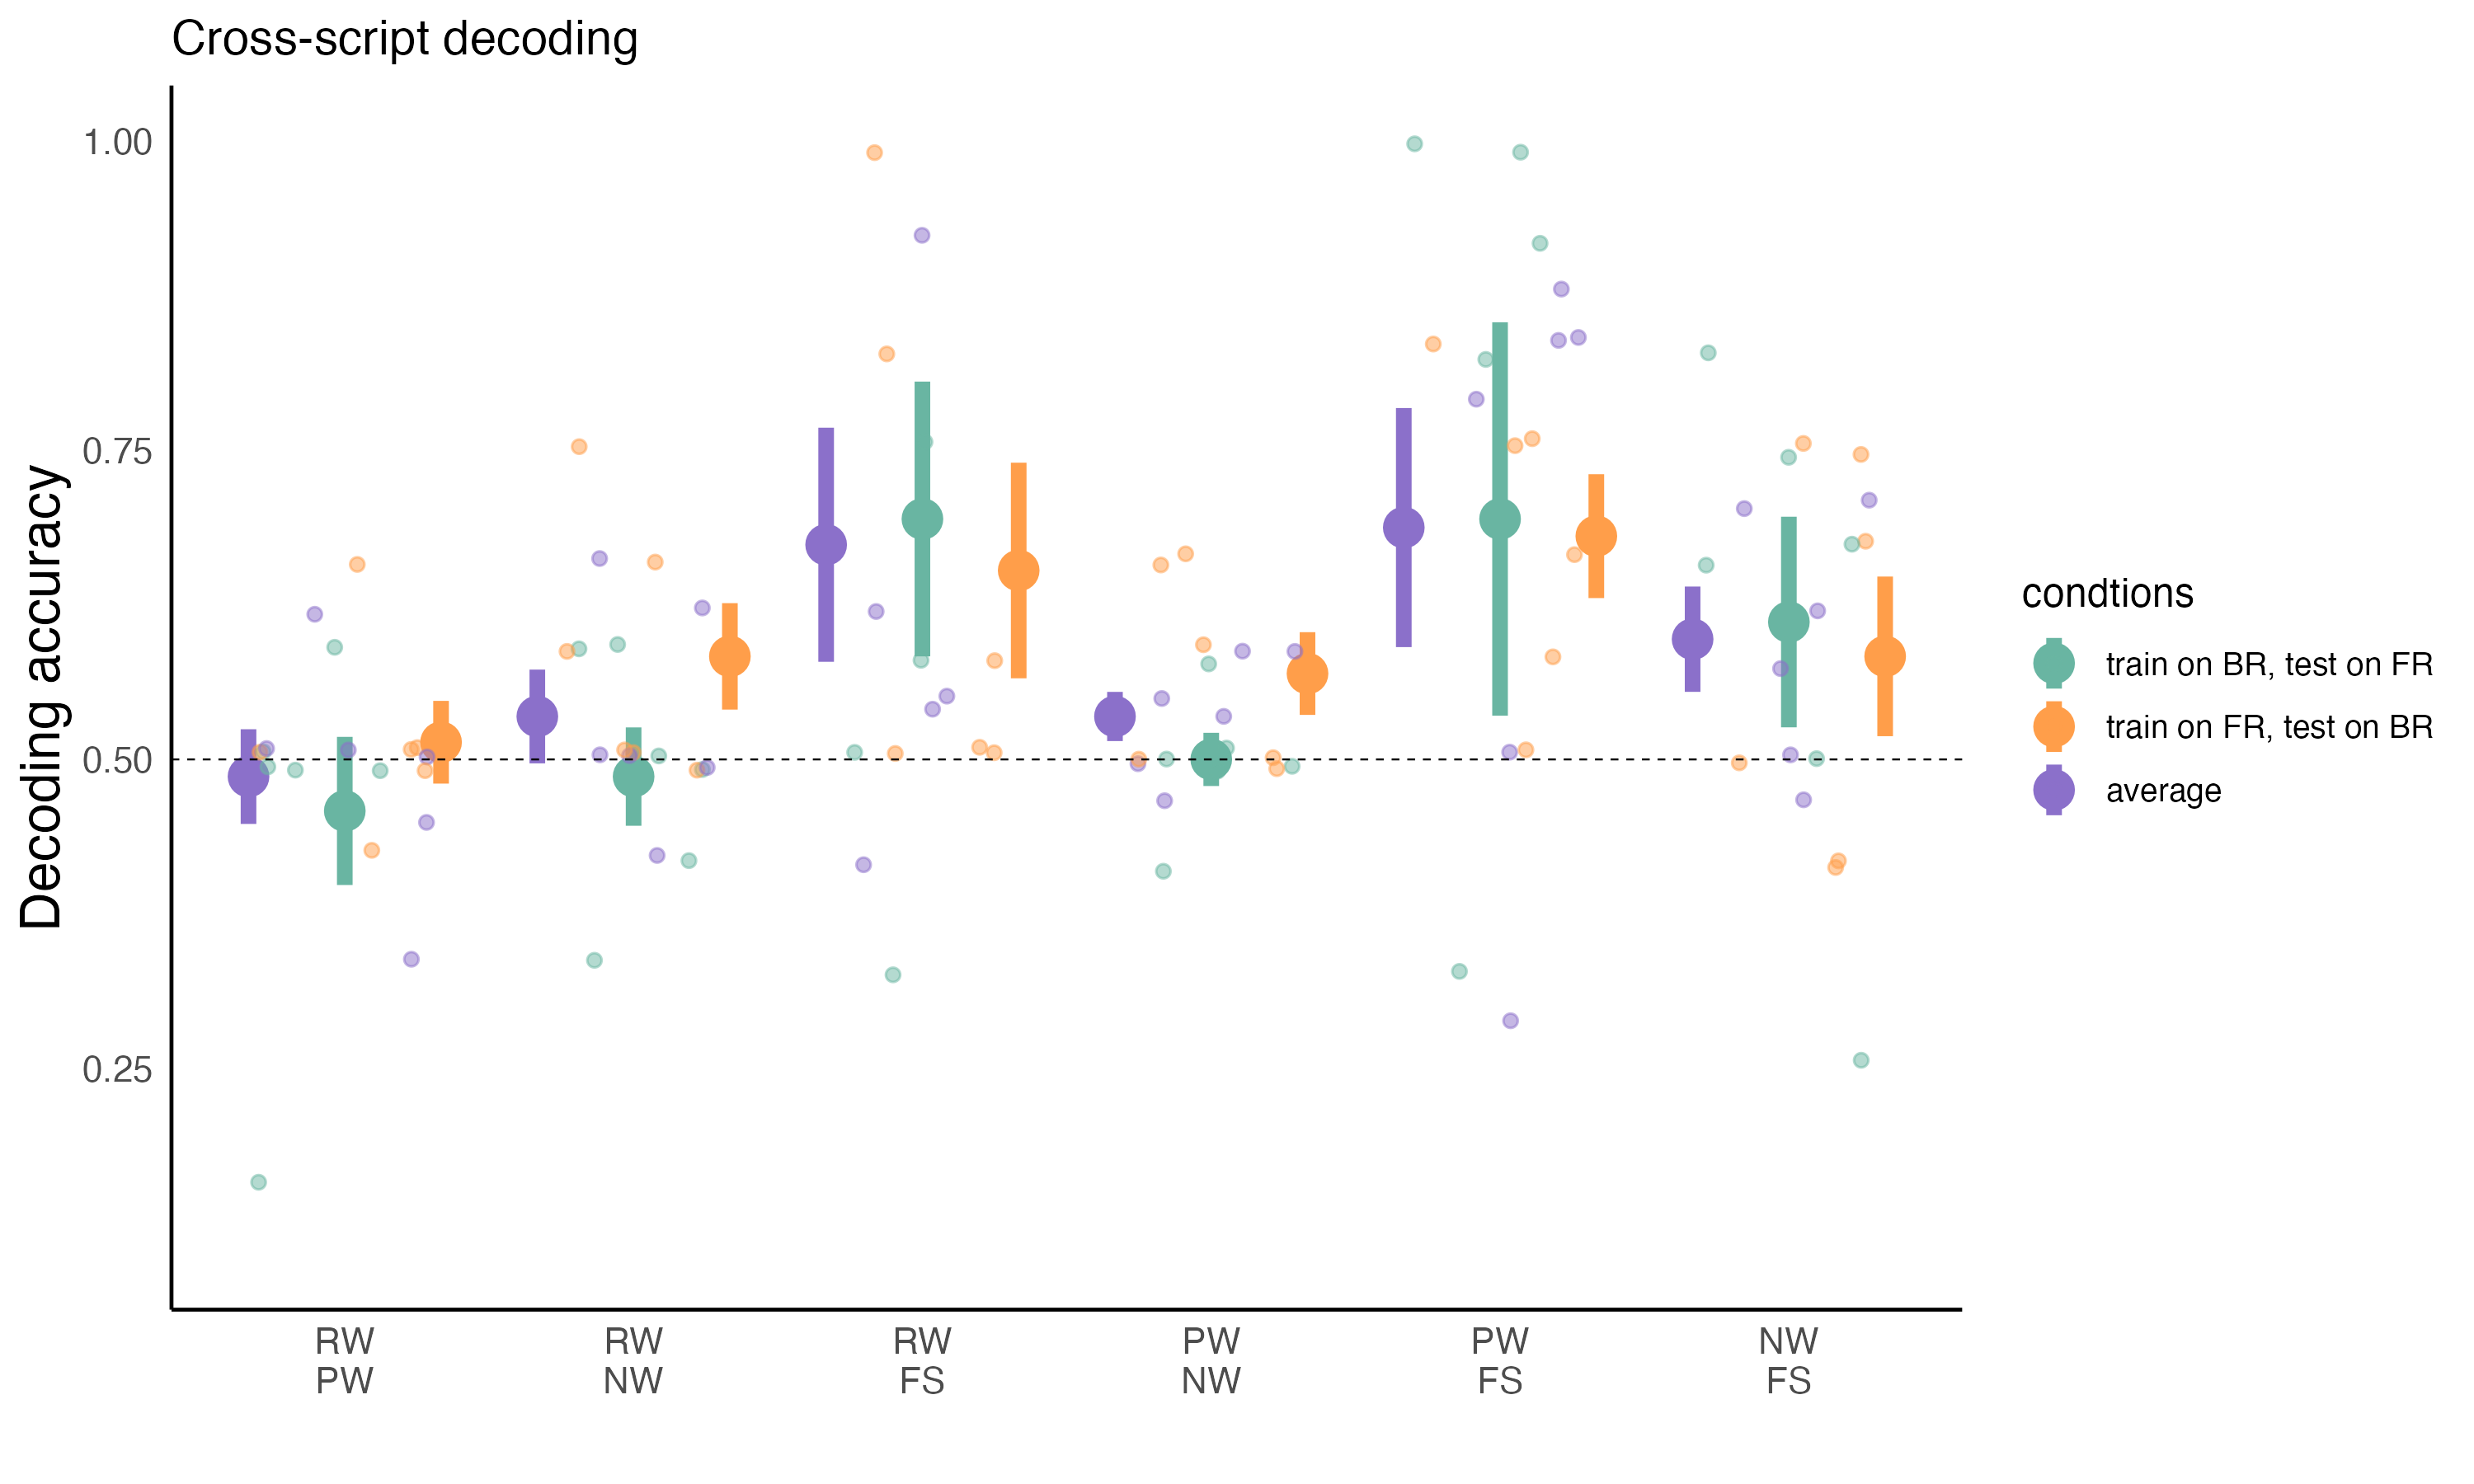 Cross-script decoding
Decoding accuracy
1.00
0.75
0.50
0.25
RW
PW
RW
NW
RW
FS
PW
NW
PW
FS
NW
FS
condtions
train on BR, test on FR
train on FR, test on BR
average